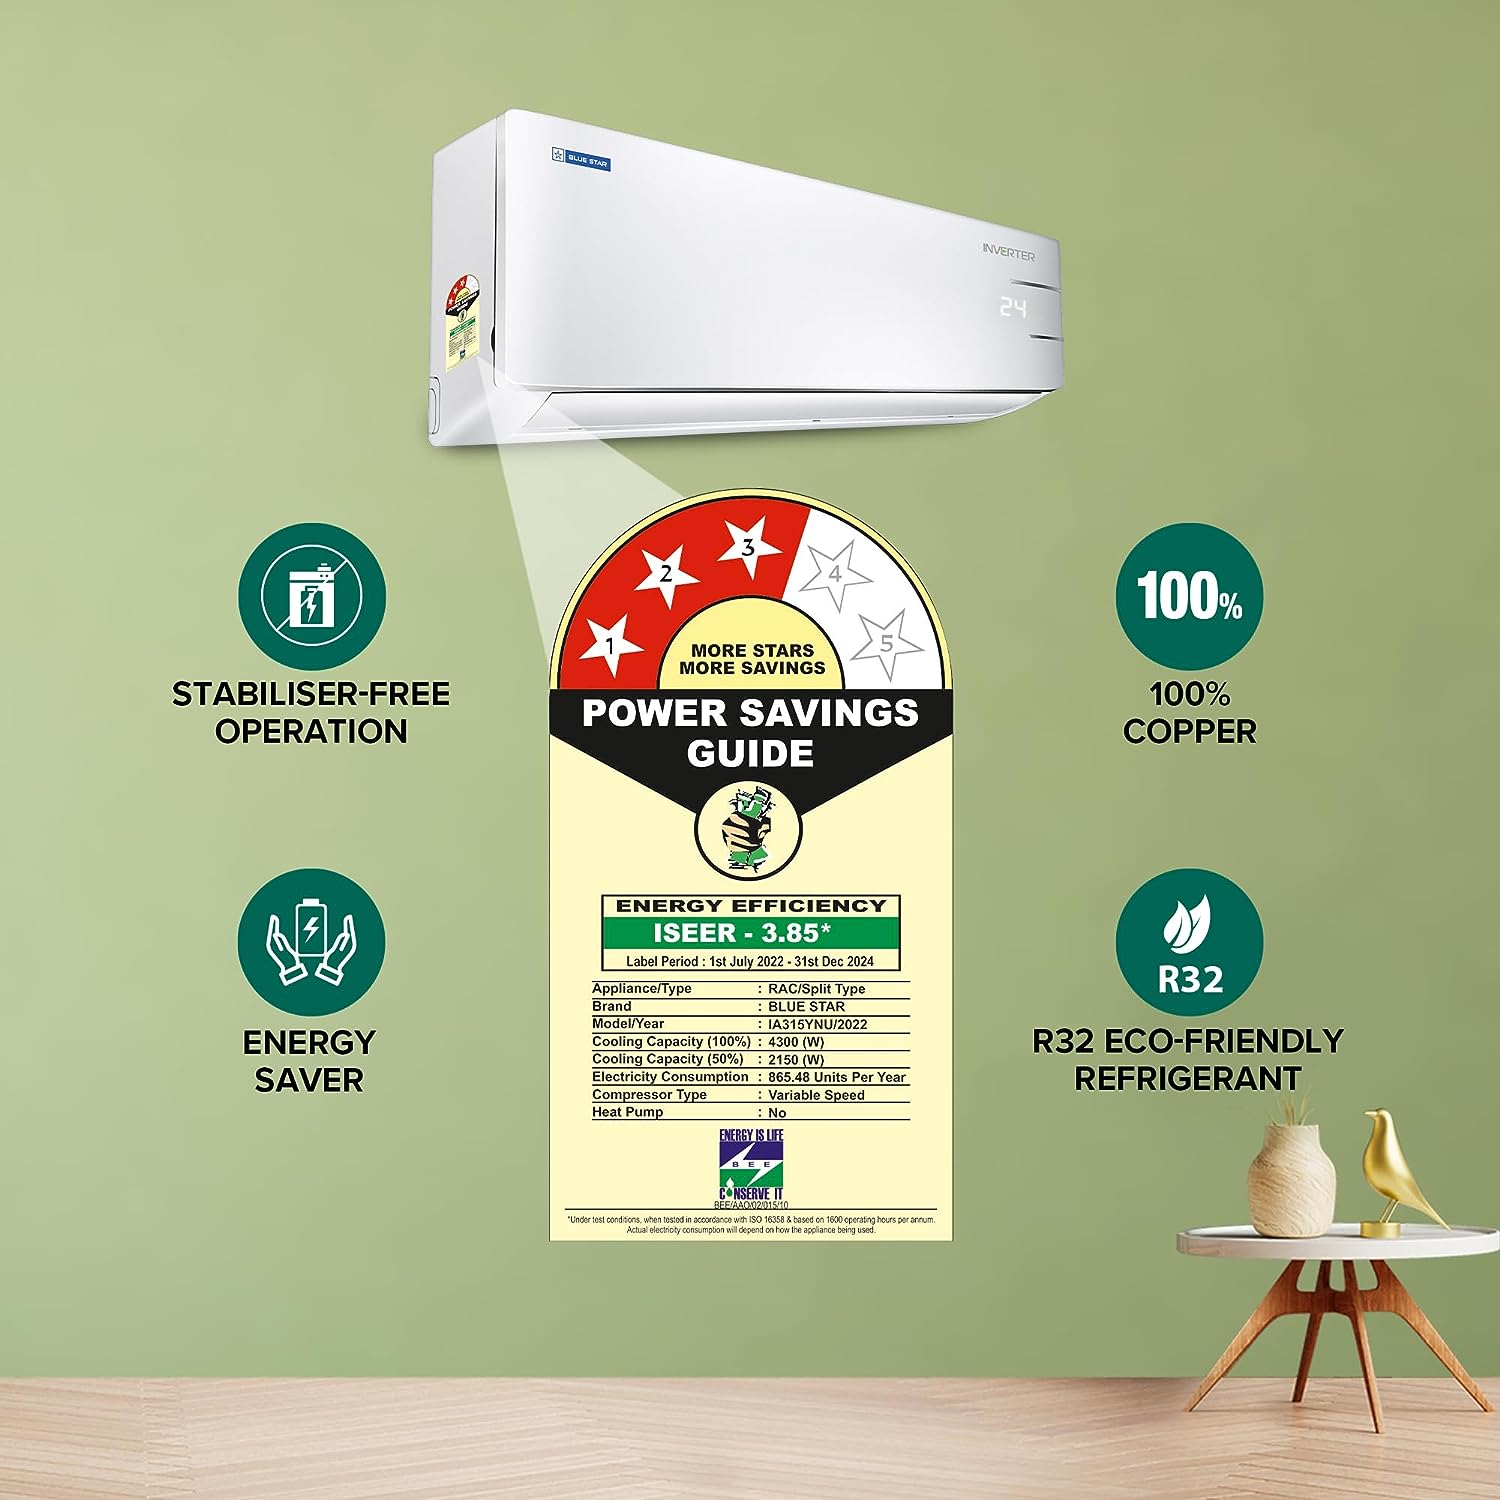 BLUE STAR
INVERTER
24
1
2
3
4
5
MORE STARS
MORE SAVINGS
POWER SAVINGS
GUIDE
STABILISER-FREE
OPERATION
100%
100%
COPPER
ENERGY
SAVER
R32
R32 ECO-FRIENDLY
REFRIGERANT
ENERGY EFFICIENCY
ISEER - 3.85*
Label Period : 1st July 2022 - 31st Dec 2024
Appliance/Type : RAC/Split Type
Brand : BLUE STAR
Model/Year : IA315YNU/2022
Cooling Capacity (100%) : 4300 (W)
Cooling Capacity (50%) : 2150 (W)
Electricity Consumption : 865.48 Units Per Year
Compressor Type : Variable Speed
Heat Pump : No
ENERGY IS LIFE
BEE
CONSERVE IT
BEE/AAO/02/015/10
*Under test conditions, when tested in accordance with ISO 16358 & based on 1600 operating hours per annum.
Actual electricity consumption will depend on how the appliance being used.